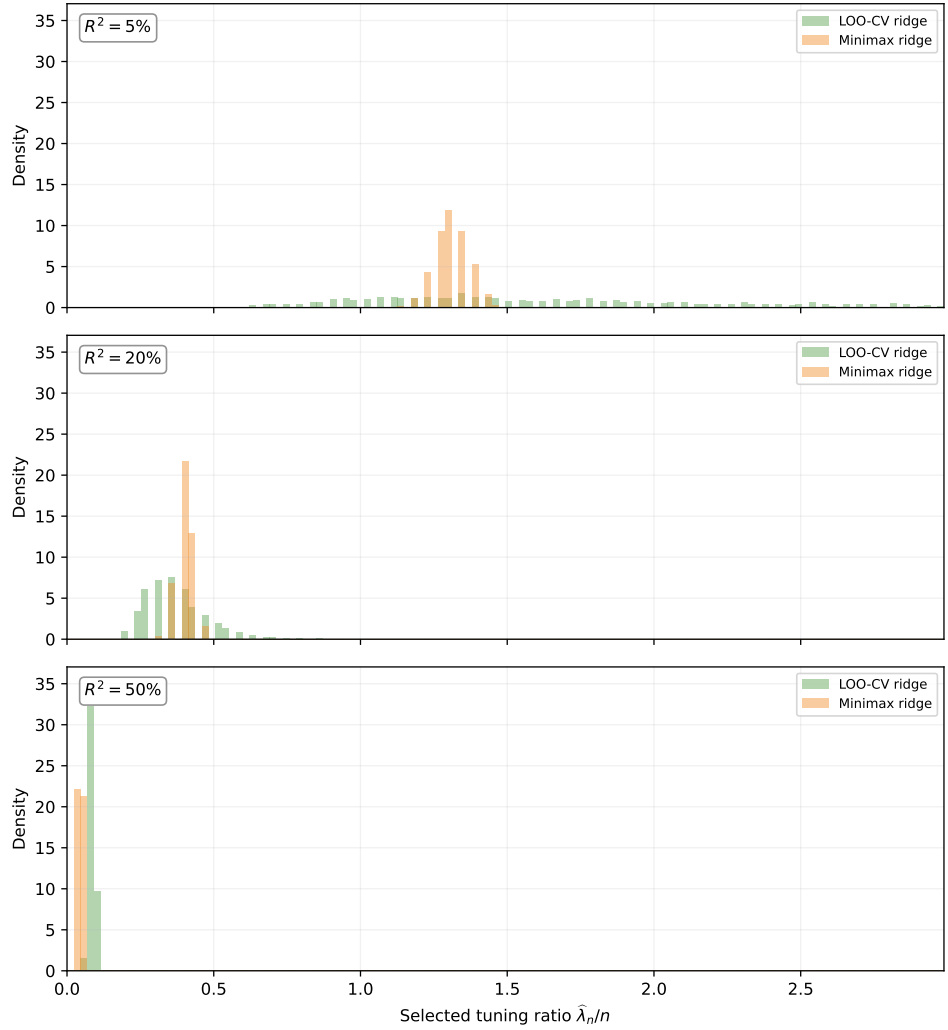 R² = 5%
LOO-CV ridge
Minimax ridge
35
30
25
20
15
10
5
0
Density
R² = 20%
LOO-CV ridge
Minimax ridge
35
30
25
20
15
10
5
0
Density
R² = 50%
LOO-CV ridge
Minimax ridge
35
30
25
20
15
10
5
0
Density
0.0 0.5 1.0 1.5 2.0 2.5
Selected tuning ratio λ̂ₙ/n